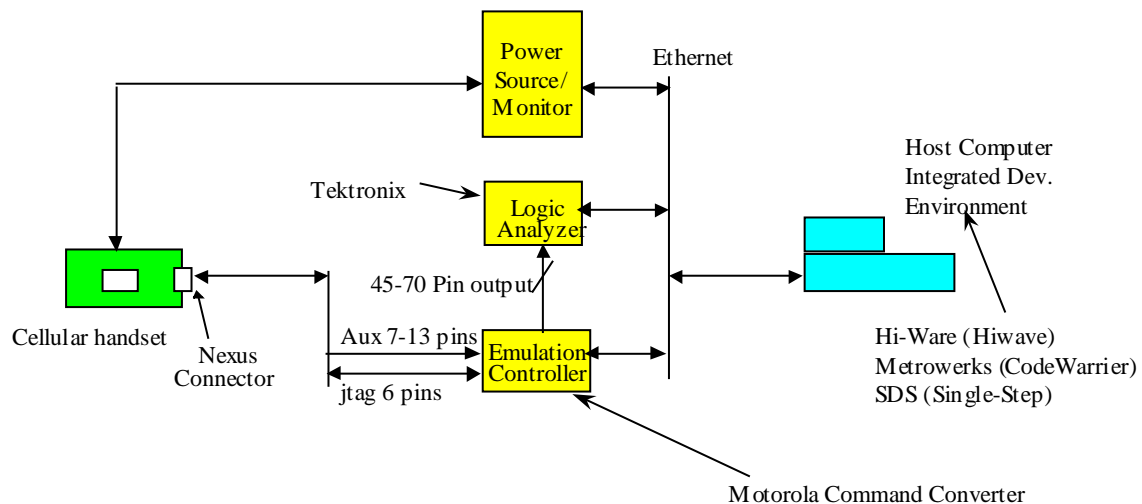 Power
Source/
Monitor
Ethernet
Host Computer
Integrated Dev.
Environment
Tektronix
Logic
Analyzer
45-70 Pin output
Cellular handset
Nexus
Connector
Aux 7-13 pins
jtag 6 pins
Emulation
Controller
Hi-Ware (Hiwave)
Metrowerks (CodeWarrier)
SDS (Single-Step)
Motorola Command Converter